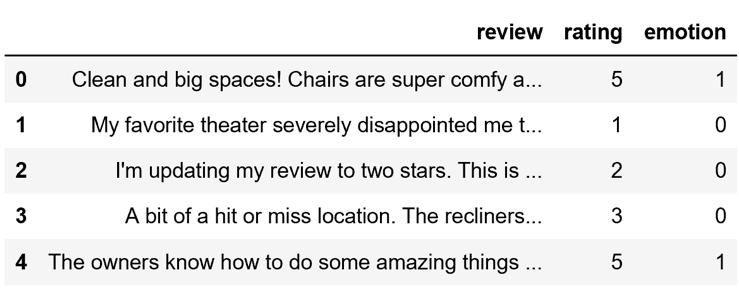 review rating emotion
0 Clean and big spaces! Chairs are super comfy a... 5 1
1 My favorite theater severely disappointed me t... 1 0
2 I'm updating my review to two stars. This is ... 2 0
3 A bit of a hit or miss location. The recliners... 3 0
4 The owners know how to do some amazing things ... 5 1